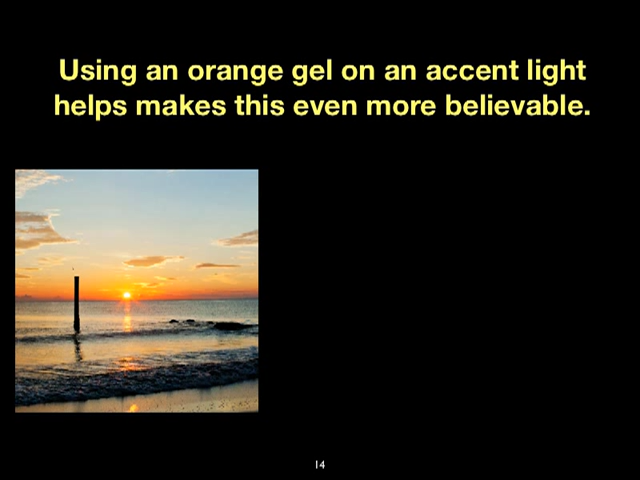 Using an orange gel on an accent light
helps makes this even more believable.
14